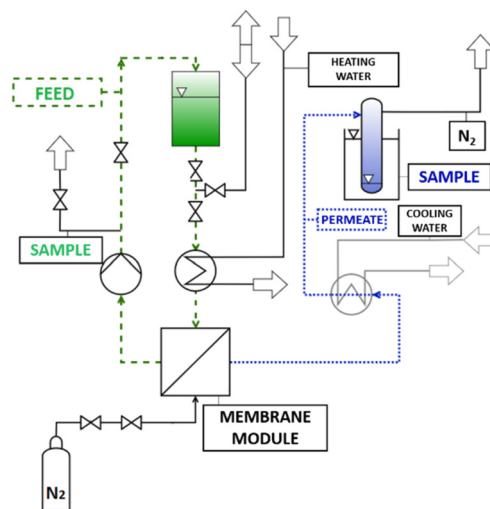 FEED
HEATING
WATER
N2
SAMPLE
SAMPLE
PERMEATE
COOLING
WATER
MEMBRANE
MODULE
N2